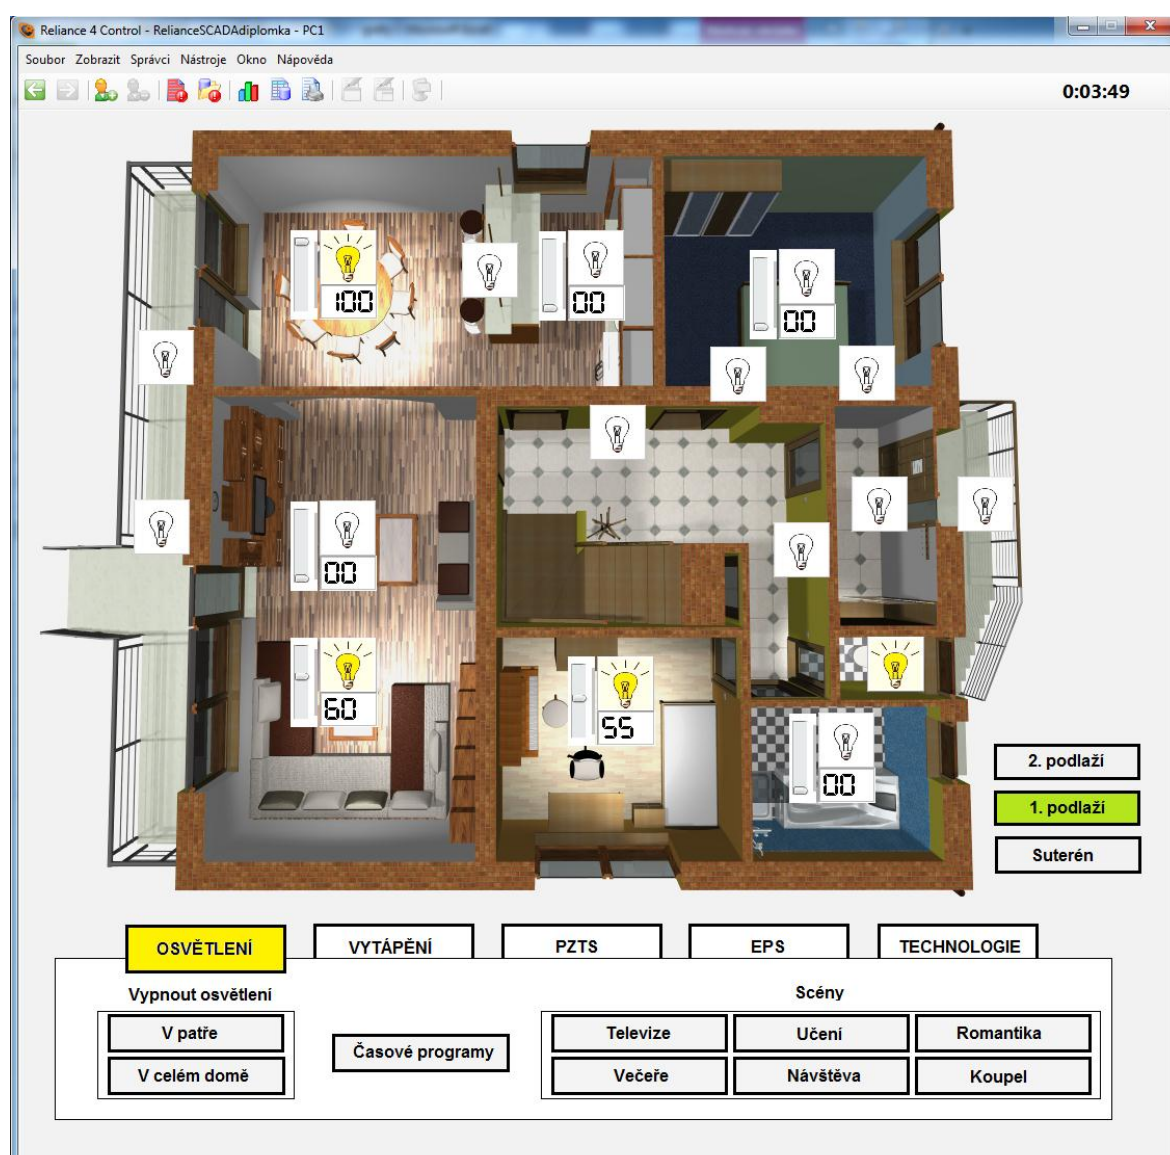 Reliance 4 Control - RelianceSCADAdiplomka - PC1
Soubor Zobrazit Správci Nástroje Okno Nápověda
0:03:49
100
00
00
00
60
55
00
2. podlaží
1. podlaží
Suterén
OSVĚTLENÍ VYTÁPĚNÍ PZTS EPS TECHNOLOGIE
Vypnout osvětlení
V patře
V celém domě
Časové programy
Scény
Televize Učení Romantika
Večeře Návštěva Koupel